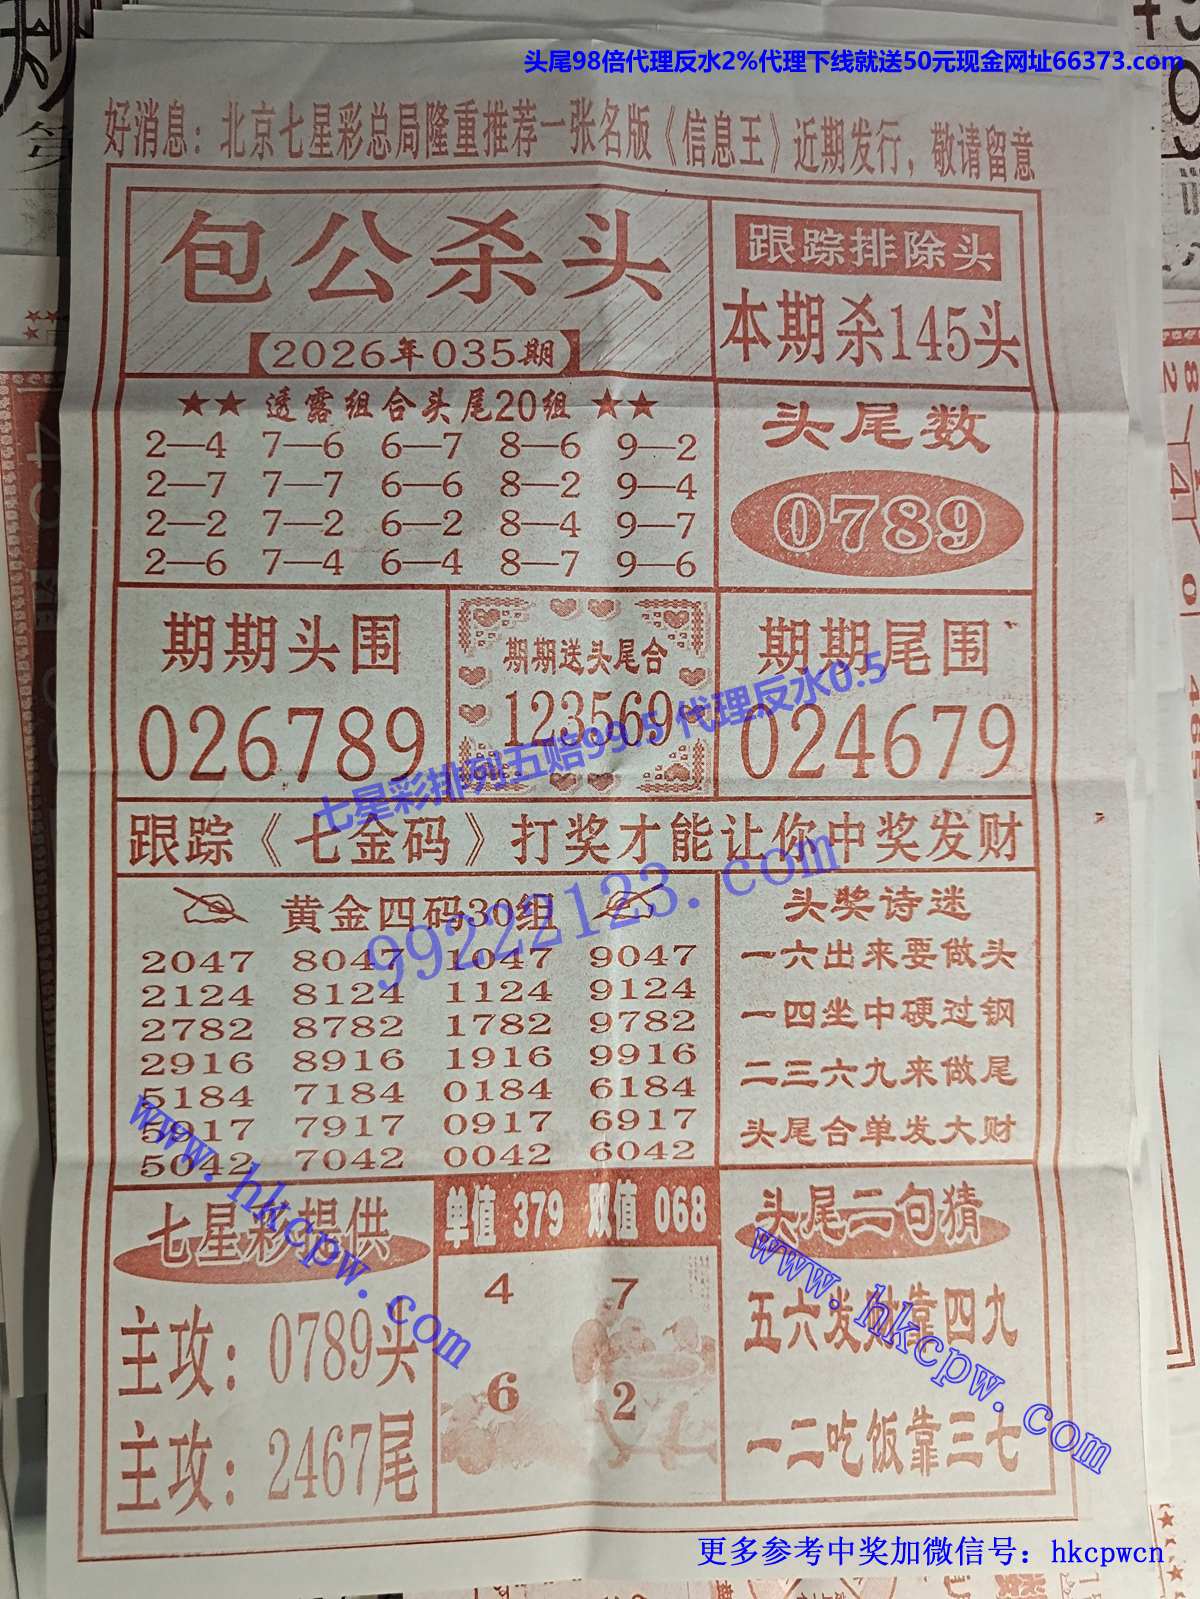 头尾98倍代理反水2%代理下线就送50元现金网址66373.com
好消息：北京七星彩总局隆重推荐一张名版《信息王》近期发行，敬请留意
包公杀头
2026年035期
跟踪排除头
本期杀145头
★★ 透露组合头尾20组 ★★
2—4 7—6 6—7 8—6 9—2
2—7 7—7 6—6 8—2 9—4
2—2 7—2 6—2 8—4 9—7
2—6 7—4 6—4 8—7 9—6
头尾数
0789
期期头围
026789
期期送头尾合
123569
期期尾围
024679
七星彩排列五赔99.5 代理反水0.5
跟踪《七金码》打奖才能让你中奖发财
99222123.com
黄金四码30组
2047 8047 1047 9047
2124 8124 1124 9124
2782 8782 1782 9782
2916 8916 1916 9916
5184 7184 0184 6184
5917 7917 0917 6917
5042 7042 0042 6042
头奖诗迷
一六出来要做头
一四坐中硬过钢
二三六九来做尾
头尾合单发大财
www.hkcpw.com
七星彩提供
主攻：0789头
主攻：2467尾
单值 379 双值 068
4 7
6 2
头尾二句猜
五六发财靠四九
一二吃饭靠三七
www.hkcpw.com
更多参考中奖加微信号：hkcpwcn